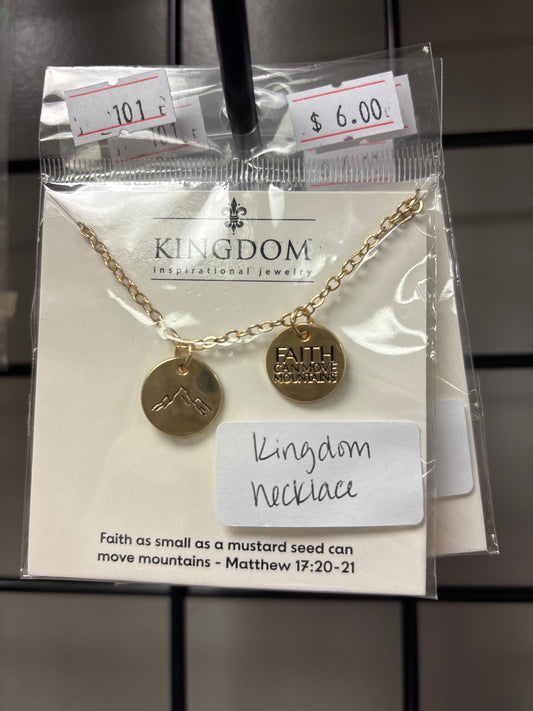 101
$ 6.00
KINGDOM
inspirational jewelry
FAITH
CAN MOVE
MOUNTAINS
Kingdom
necklace
Faith as small as a mustard seed can
move mountains - Matthew 17:20-21